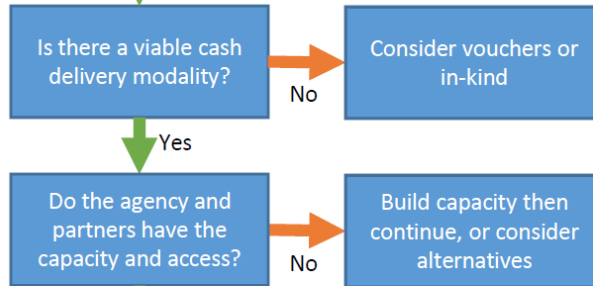 Is there a viable cash
delivery modality?
No
Consider vouchers or
in-kind
Yes
Do the agency and
partners have the
capacity and access?
No
Build capacity then
continue, or consider
alternatives